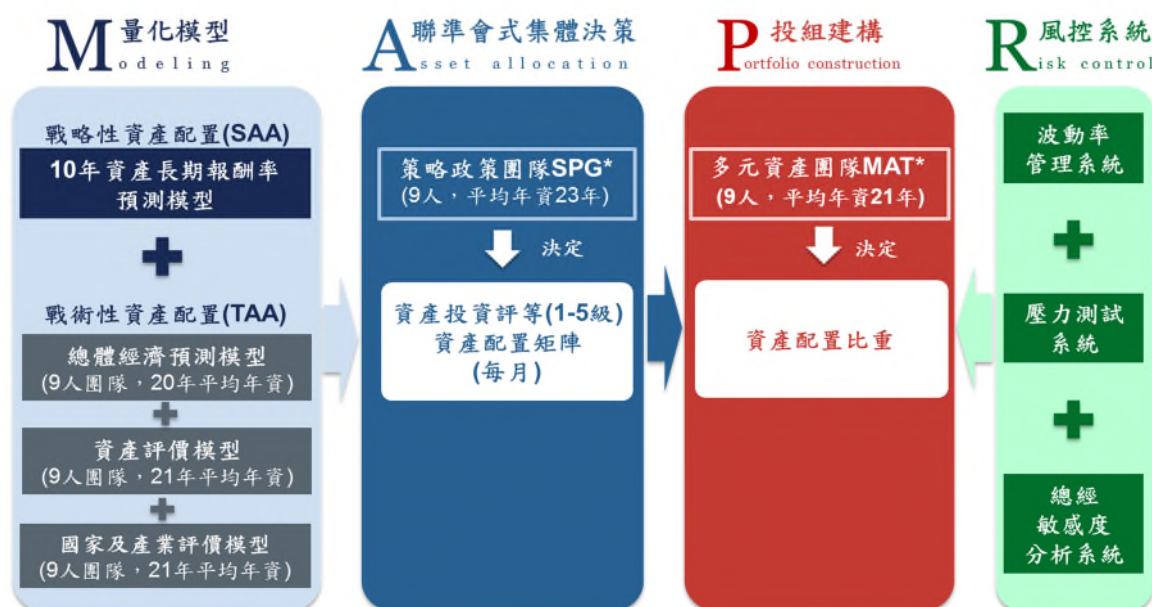 M 量化模型
odeling
戰略性資產配置(SAA)
10年資產長期報酬率
預測模型
戰術性資產配置(TAA)
總體經濟預測模型
(9人團隊，20年平均年資)
資產評價模型
(9人團隊，21年平均年資)
國家及產業評價模型
(9人團隊，21年平均年資)
A 聯準會式集體決策
sset allocation
策略政策團隊SPG*
(9人，平均年資23年)
決定
資產投資評等(1-5級)
資產配置矩陣
(每月)
P 投組建構
ortfolio construction
多元資產團隊MAT*
(9人，平均年資21年)
決定
資產配置比重
R 風控系統
isk control
波動率
管理系統
壓力測試
系統
總經
敏感度
分析系統